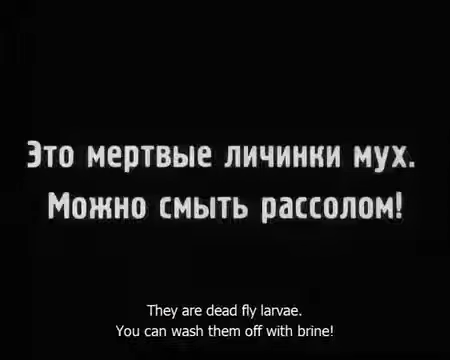 Это мертвые личинки мух.
Можно смыть рассолом!
They are dead fly larvae.
You can wash them off with brine!